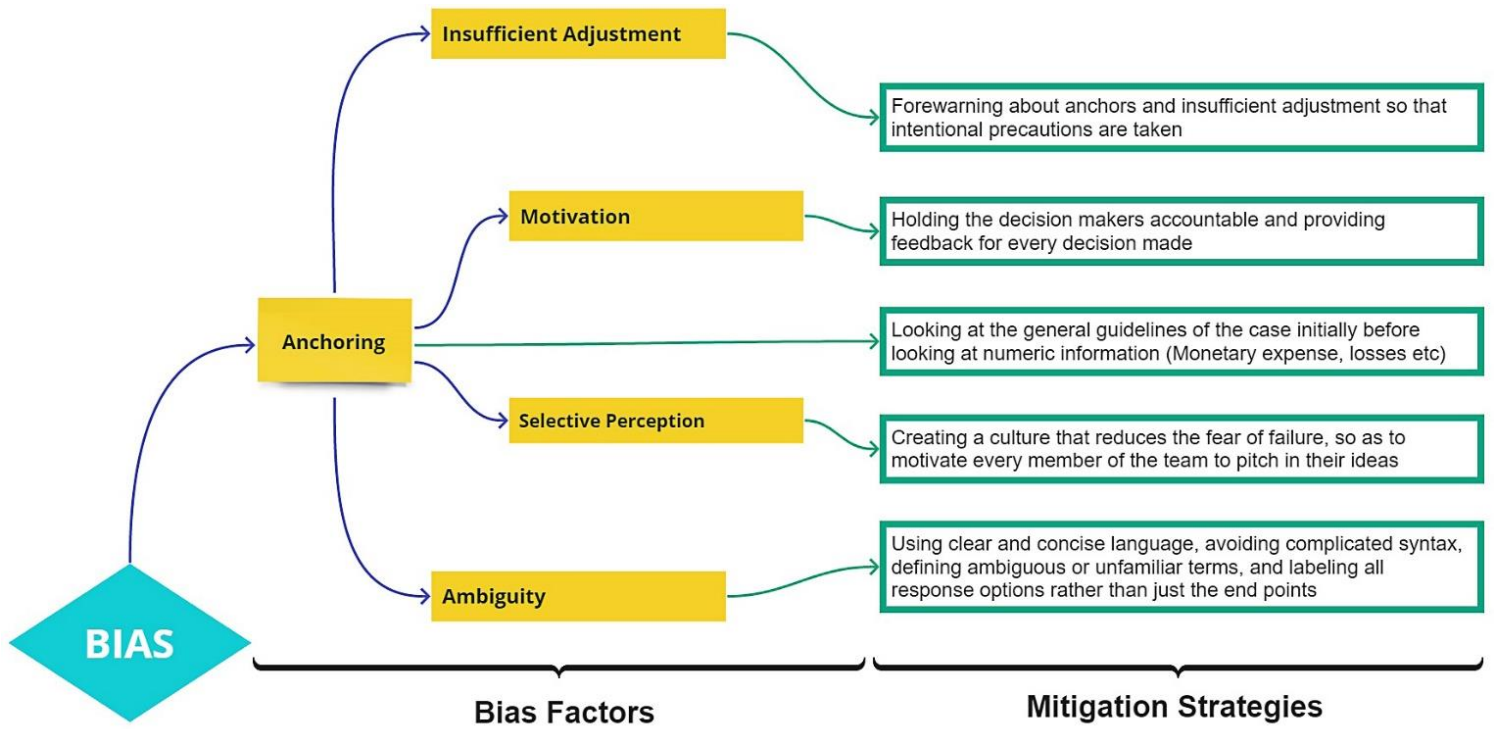 Insufficient Adjustment
Forewarning about anchors and insufficient adjustment so that
intentional precautions are taken
Motivation
Holding the decision makers accountable and providing
feedback for every decision made
Anchoring
Looking at the general guidelines of the case initially before
looking at numeric information (Monetary expense, losses etc)
Selective Perception
Creating a culture that reduces the fear of failure, so as to
motivate every member of the team to pitch in their ideas
Ambiguity
Using clear and concise language, avoiding complicated syntax,
defining ambiguous or unfamiliar terms, and labeling all
response options rather than just the end points
BIAS
Bias Factors
Mitigation Strategies